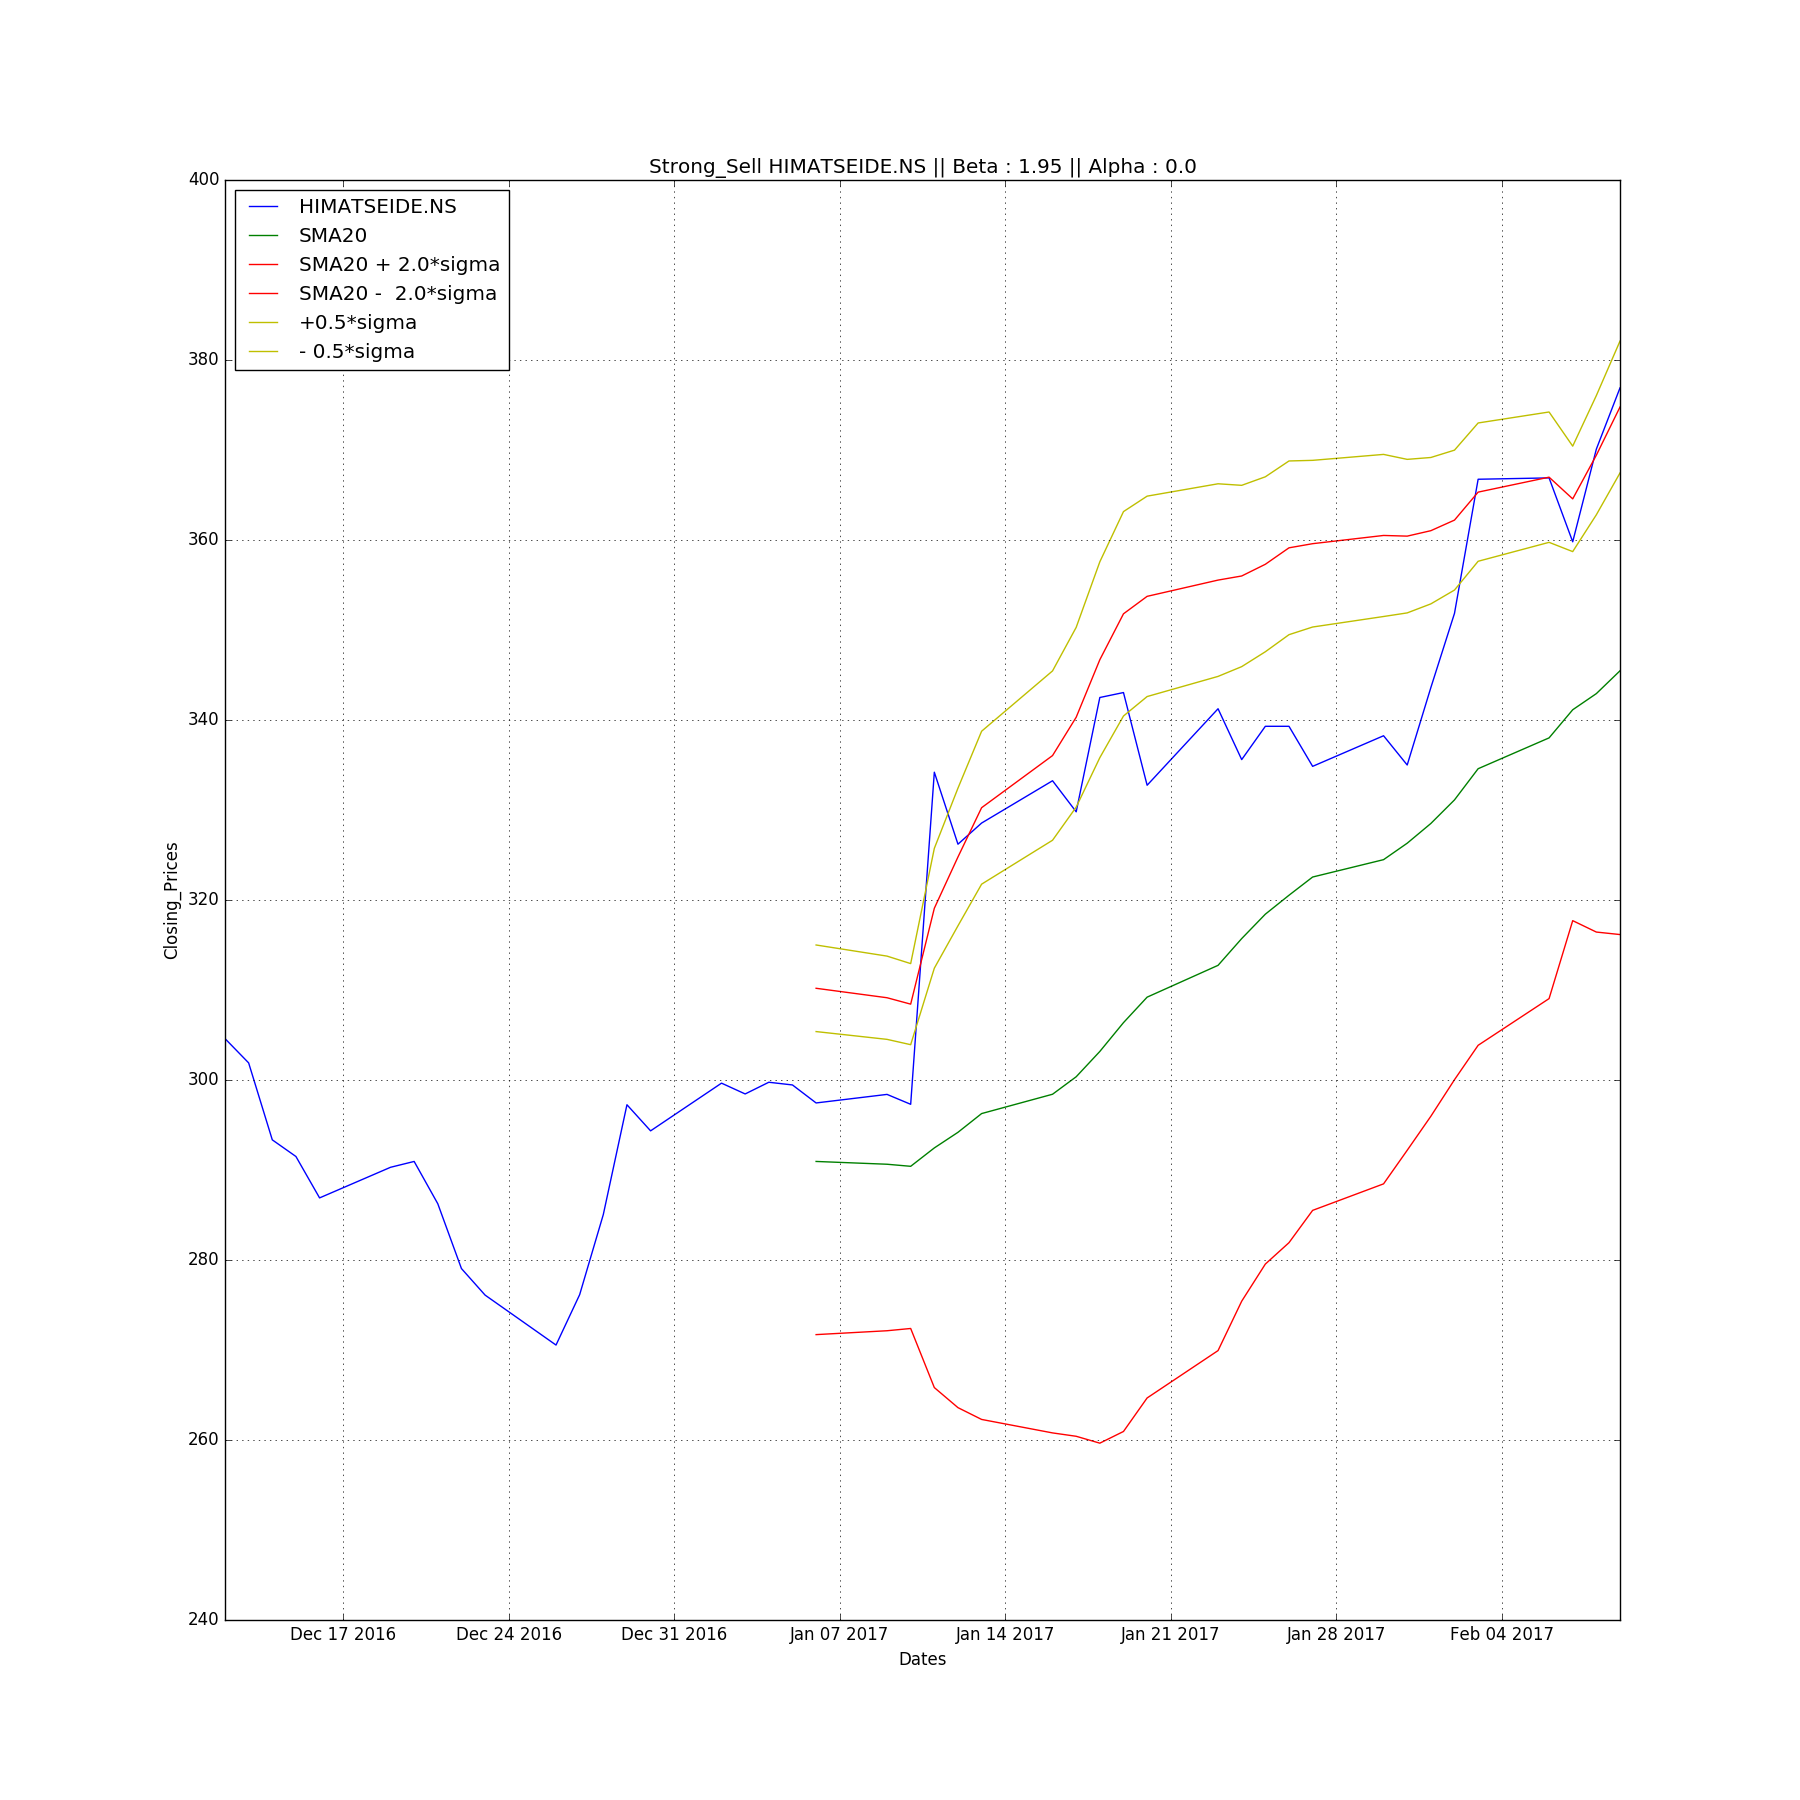 Strong_Sell HIMATSEIDE.NS || Beta : 1.95 || Alpha : 0.0
HIMATSEIDE.NS
SMA20
SMA20 + 2.0*sigma
SMA20 -  2.0*sigma
+0.5*sigma
- 0.5*sigma
400
380
360
340
320
300
280
260
240
Closing_Prices
Dec 17 2016 Dec 24 2016 Dec 31 2016 Jan 07 2017 Jan 14 2017 Jan 21 2017 Jan 28 2017 Feb 04 2017
Dates